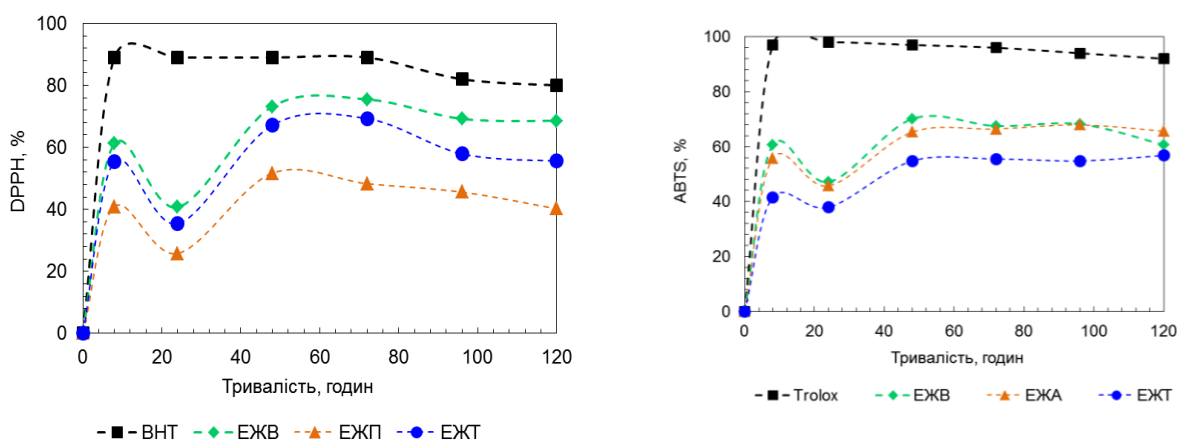 DPPH, %
100
80
60
40
20
0
0 20 40 60 80 100 120
Тривалість, годин
ВНТ ЕЖВ ЕЖП ЕЖТ
ABTS, %
100
80
60
40
20
0
0 20 40 60 80 100 120
Тривалість, годин
Trolox ЕЖВ ЕЖА ЕЖТ